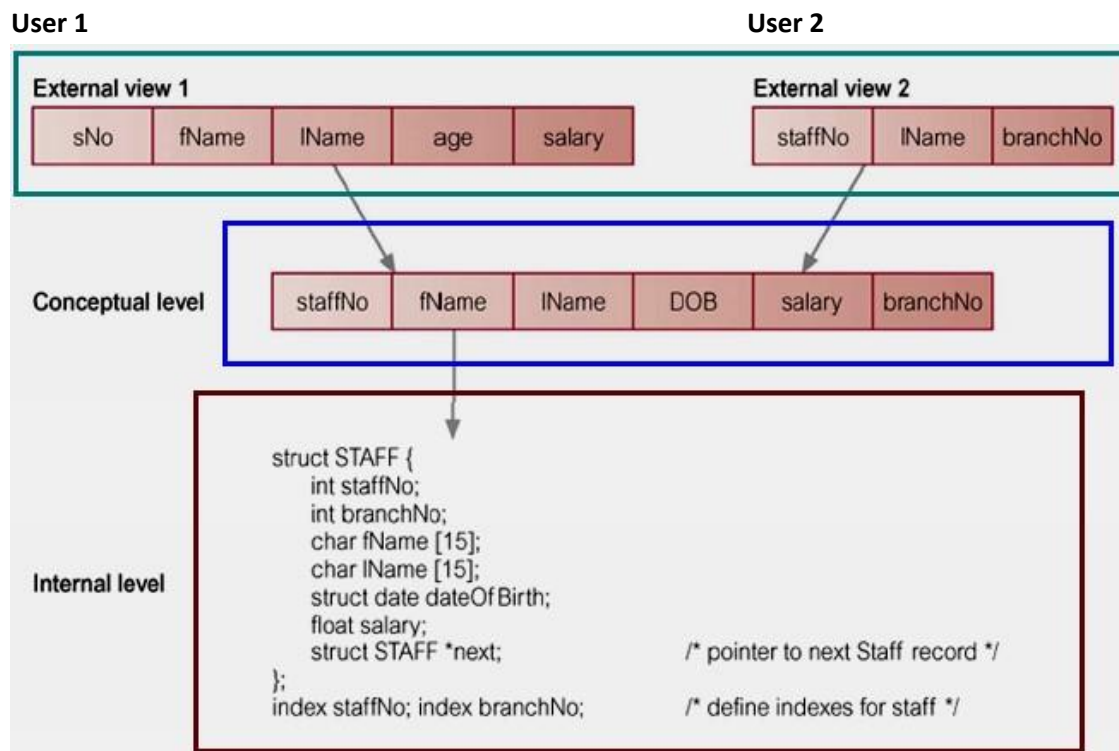 User 1 User 2
External view 1 External view 2
sNo fName lName age salary staffNo lName branchNo
Conceptual level staffNo fName lName DOB salary branchNo
struct STAFF {
int staffNo;
int branchNo;
char fName [15];
char lName [15];
Internal level struct date dateOfBirth;
float salary;
struct STAFF *next; /* pointer to next Staff record */
};
index staffNo; index branchNo; /* define indexes for staff */